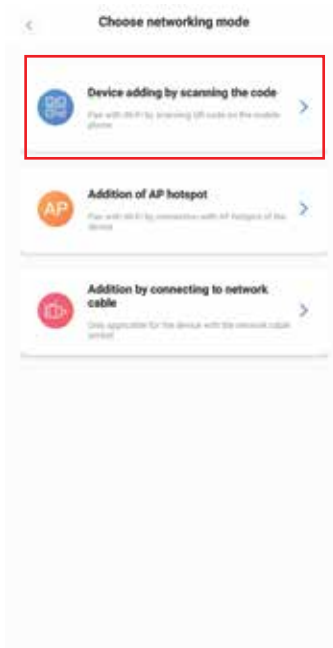 Choose networking mode
Device adding by scanning the code
Pair with Wi-Fi by scanning QR code on the mobile
phone
AP
Addition of AP hotspot
Pair with Wi-Fi by connection with AP hotspot of the
device
Addition by connecting to network
cable
Only applicable for the device with the network cable